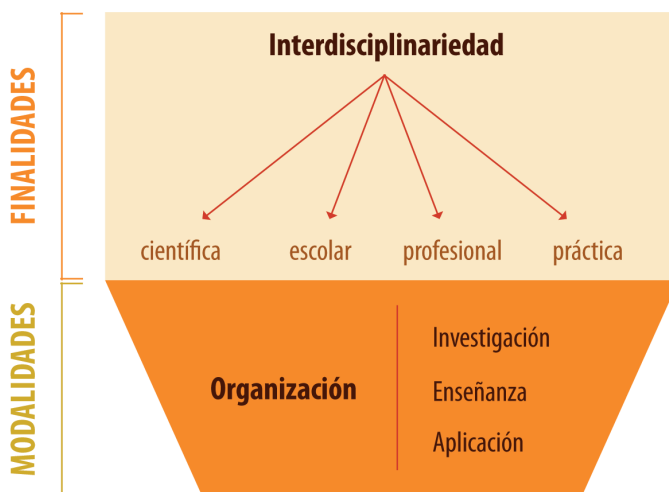 FINALIDADES
Interdisciplinariedad
científica escolar profesional práctica
MODALIDADES
Organización
Investigación
Enseñanza
Aplicación